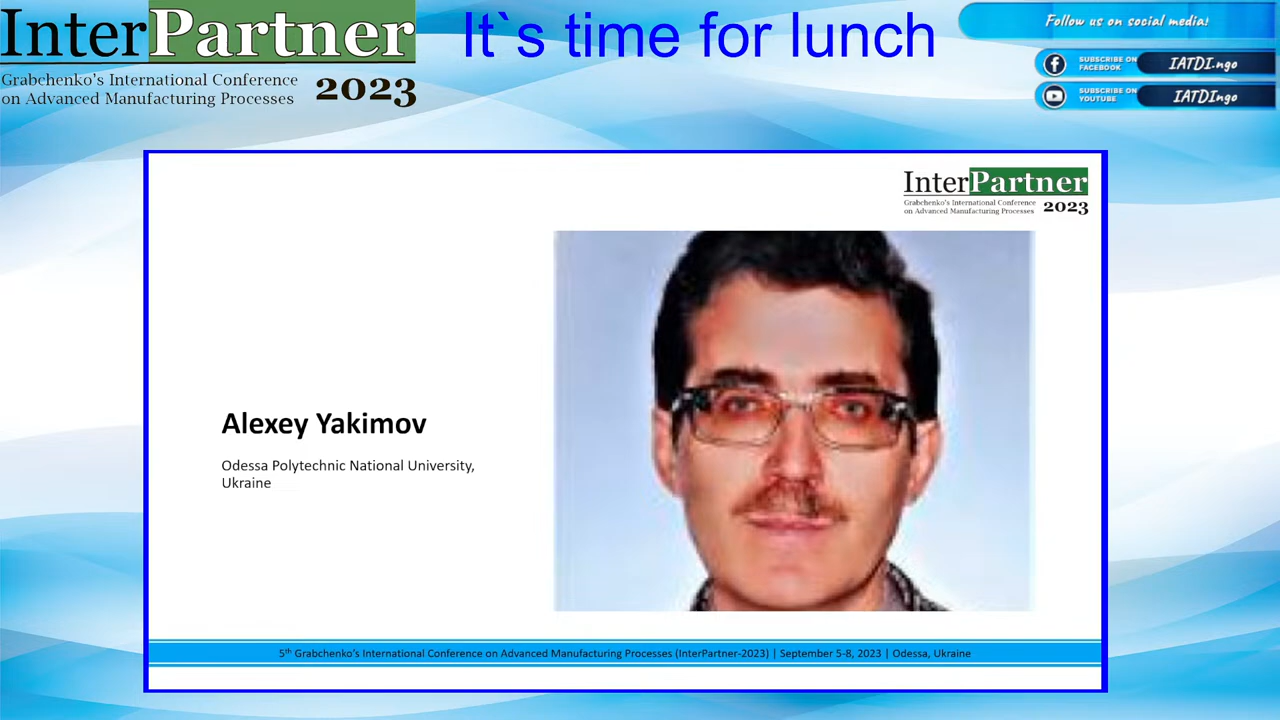 InterPartner
Grabchenko's International Conference
on Advanced Manufacturing Processes
2023
It`s time for lunch
Follow us on social media!
SUBSCRIBE ON
FACEBOOK
IATDI.ngo
SUBSCRIBE ON
YOUTUBE
IATDIngo
InterPartner
Grabchenko's International Conference
on Advanced Manufacturing Processes
2023
Alexey Yakimov
Odessa Polytechnic National University,
Ukraine
5th Grabchenko's International Conference on Advanced Manufacturing Processes (InterPartner-2023) | September 5-8, 2023 | Odessa, Ukraine